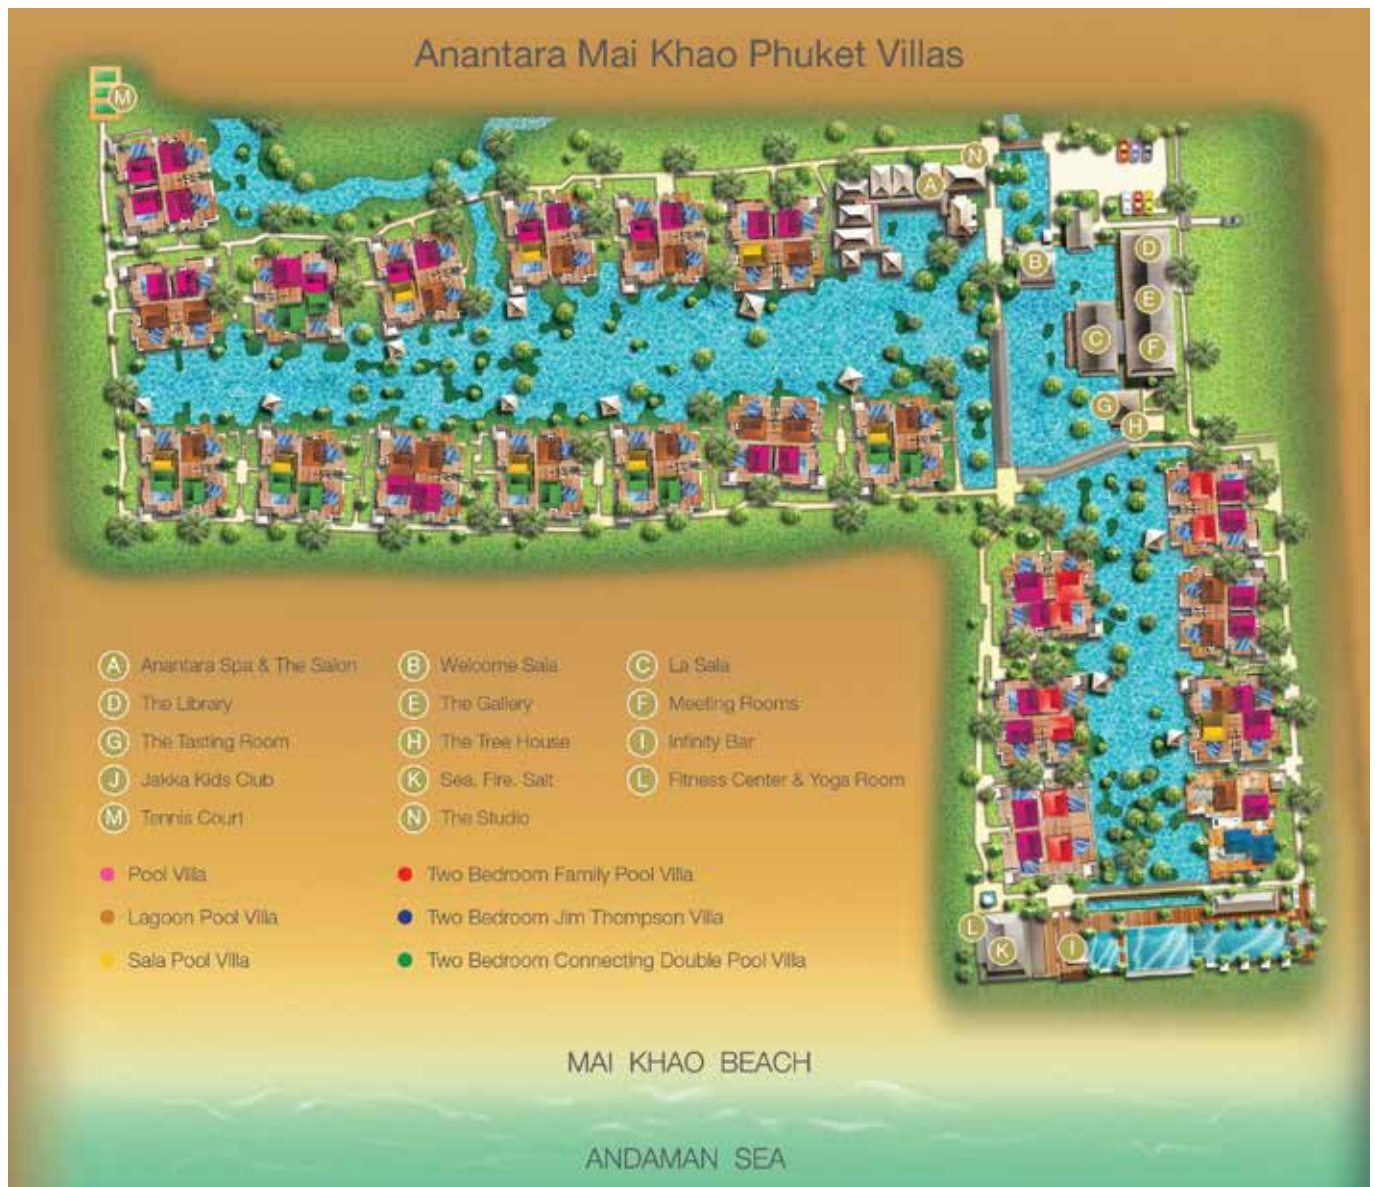 Anantara Mai Khao Phuket Villas
M
N
A
B
D
E
C
F
G
H
A Anantara Spa & The Salon B Welcome Sala C La Sala
D The Library E The Gallery F Meeting Rooms
G The Tasting Room H The Tree House I Infinity Bar
J Jakka Kids Club K Sea. Fire. Salt L Fitness Center & Yoga Room
M Tennis Court N The Studio
Pool Villa Two Bedroom Family Pool Villa
Lagoon Pool Villa Two Bedroom Jim Thompson Villa
Sala Pool Villa Two Bedroom Connecting Double Pool Villa
L
K
I
MAI KHAO BEACH
ANDAMAN SEA